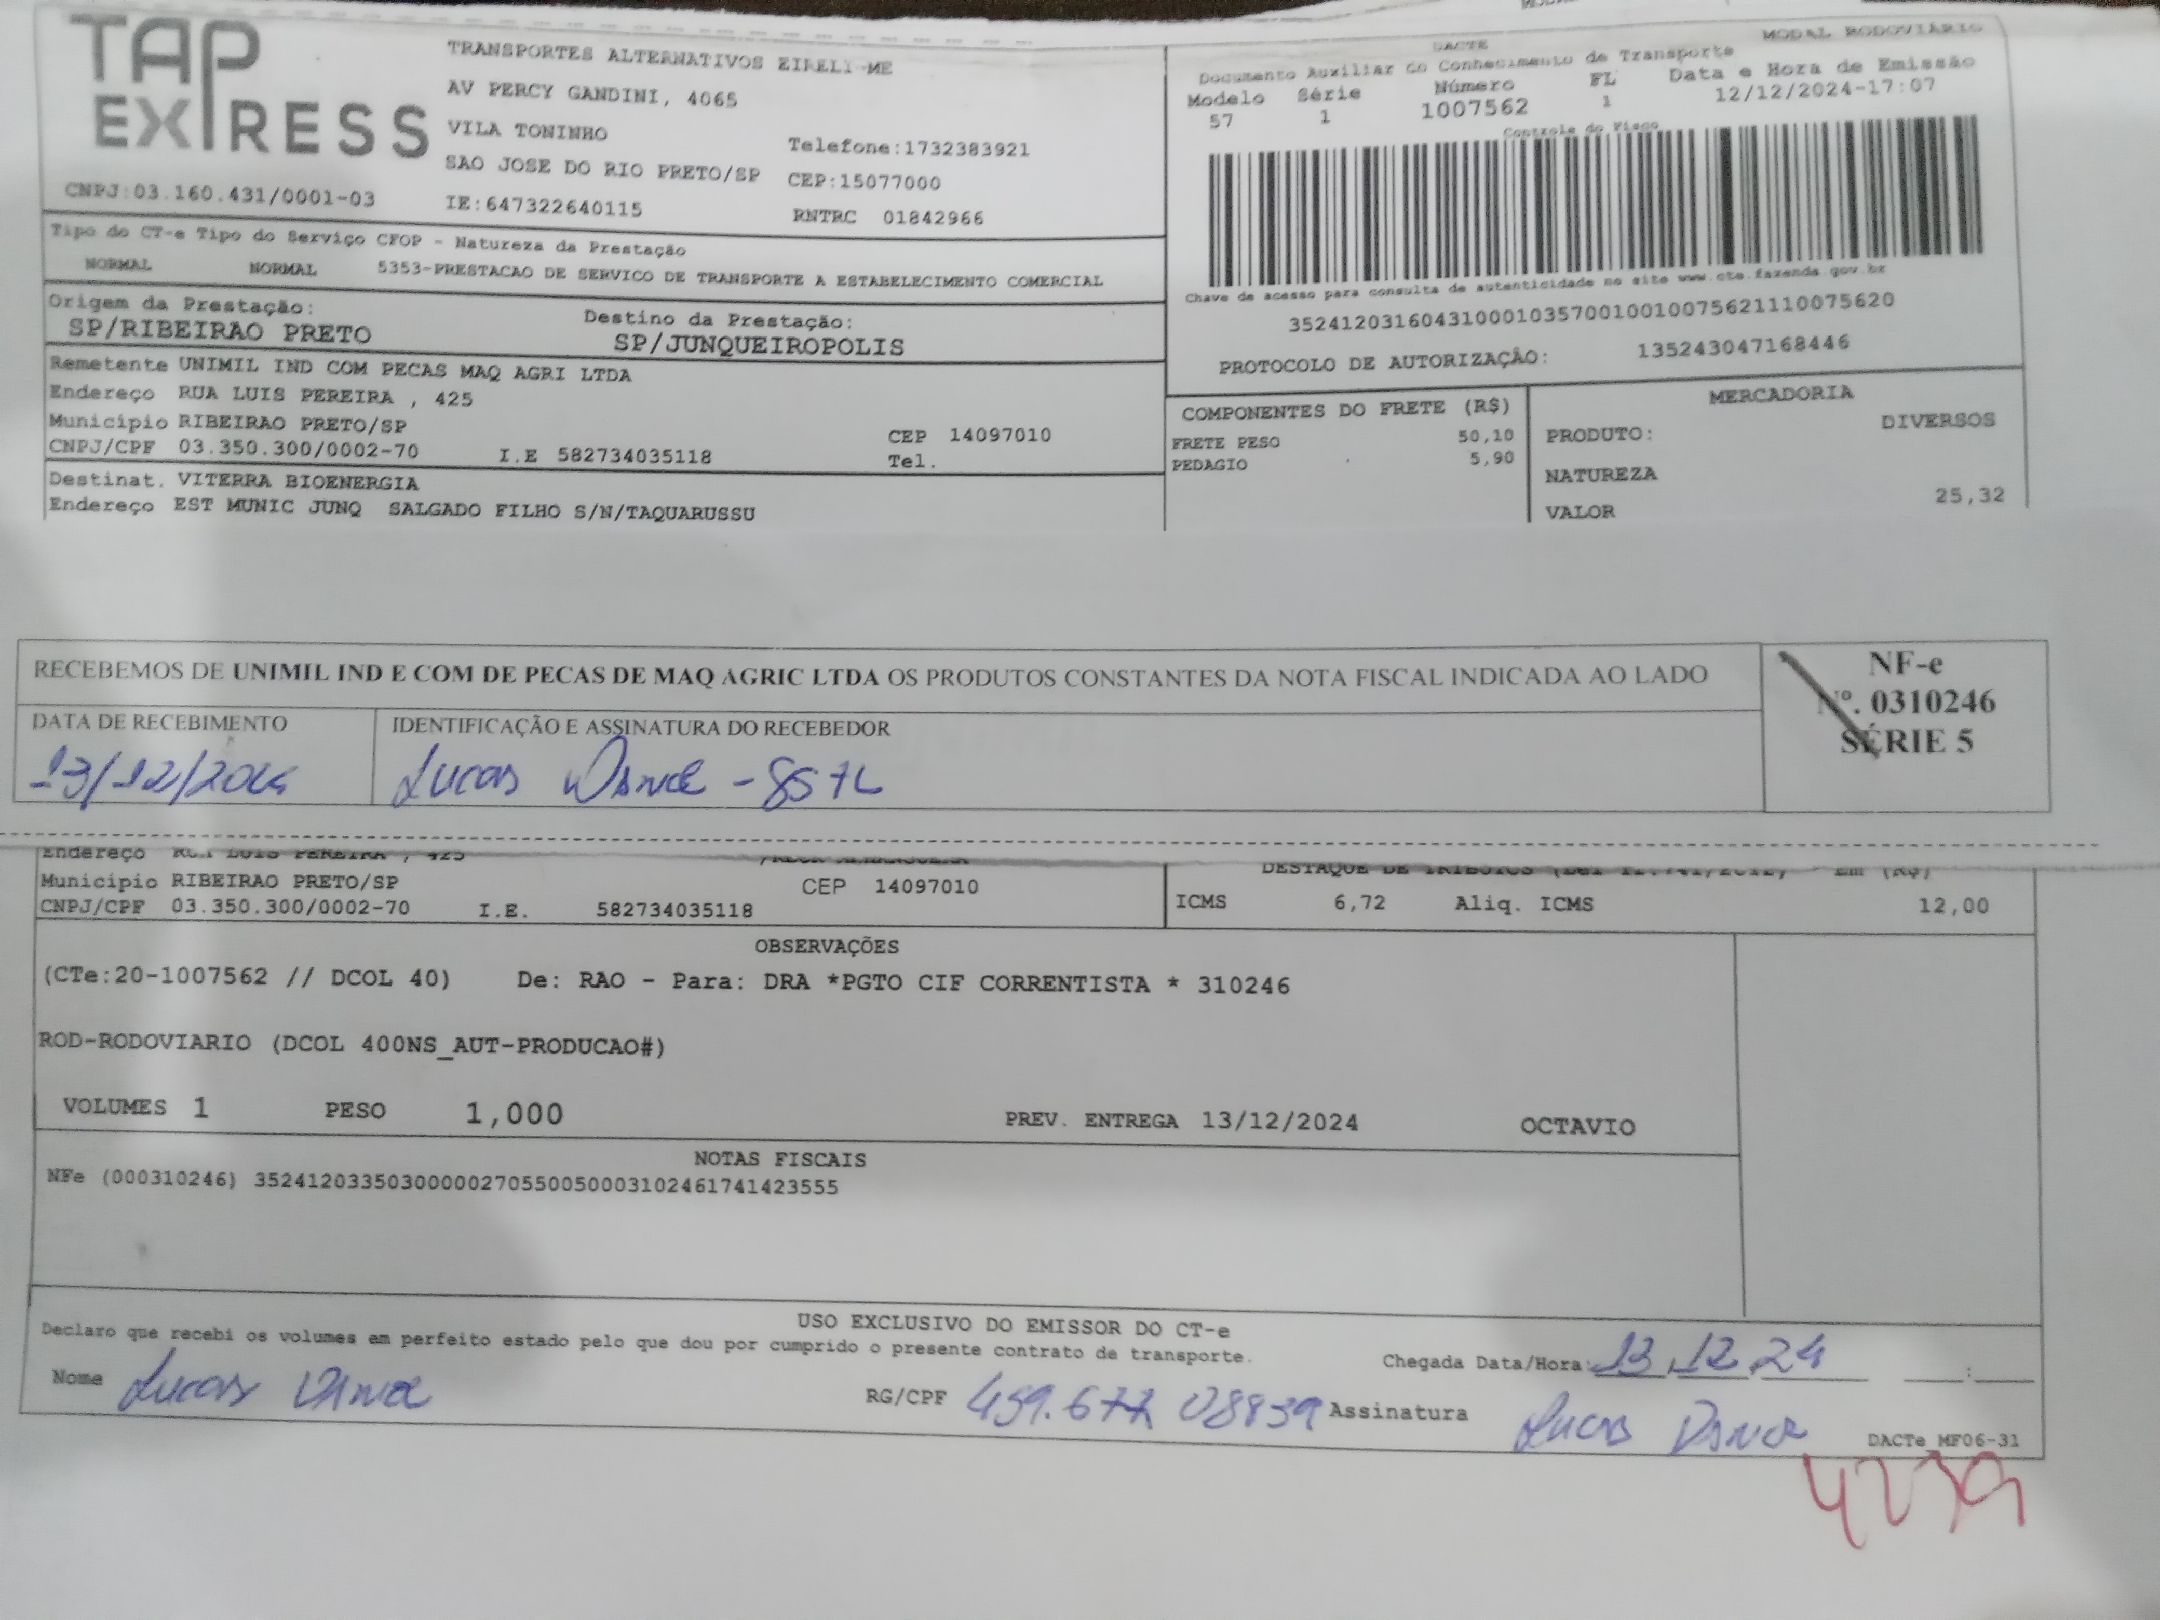 TAP EXPRESS
TRANSPORTES ALTERNATIVOS EIRELI-ME
AV PERCY GANDINI, 4065
VILA TONINHO
Telefone:1732383921
SAO JOSE DO RIO PRETO/SP CEP:15077000
CNPJ:03.160.431/0001-03 IE:647322640115 RNTRC 01842966
MODAL RODOVIÁRIO
DACTE
Documento Auxiliar do Conhecimento de Transporte
Modelo Série Número FL Data e Hora de Emissão
57 1 1007562 1 12/12/2024-17:07
Controle do Fisco
Chave de acesso para consulta de autenticidade no site www.cte.fazenda.gov.br
35241203160431000103570010010075621110075620
PROTOCOLO DE AUTORIZAÇÃO: 135243047168446
Tipo do CT-e Tipo do Serviço CFOP - Natureza da Prestação
NORMAL NORMAL 5353-PRESTACAO DE SERVICO DE TRANSPORTE A ESTABELECIMENTO COMERCIAL
Origem da Prestação: Destino da Prestação:
SP/RIBEIRAO PRETO SP/JUNQUEIROPOLIS
Remetente UNIMIL IND COM PECAS MAQ AGRI LTDA
Endereço RUA LUIS PEREIRA , 425
Município RIBEIRAO PRETO/SP CEP 14097010
CNPJ/CPF 03.350.300/0002-70 I.E 582734035118 Tel.
Destinat. VITERRA BIOENERGIA
Endereço EST MUNIC JUNQ SALGADO FILHO S/N/TAQUARUSSU
COMPONENTES DO FRETE (R$)
FRETE PESO 50,10
PEDAGIO 5,90
MERCADORIA
PRODUTO: DIVERSOS
NATUREZA
VALOR 25,32
RECEBEMOS DE UNIMIL IND E COM DE PECAS DE MAQ AGRIC LTDA OS PRODUTOS CONSTANTES DA NOTA FISCAL INDICADA AO LADO
NF-e
Nº. 0310246
SÉRIE 5
DATA DE RECEBIMENTO IDENTIFICAÇÃO E ASSINATURA DO RECEBEDOR
13/12/2024 Lucas
Endereço RUA LUIS PEREIRA , 425
Município RIBEIRAO PRETO/SP CEP 14097010
CNPJ/CPF 03.350.300/0002-70 I.E. 582734035118
DESTAQUE DE TRIBUTOS (Lei 12.741/2012) Em (R$)
ICMS 6,72 Aliq. ICMS 12,00
OBSERVAÇÕES
(CTe:20-1007562 // DCOL 40) De: RAO - Para: DRA *PGTO CIF CORRENTISTA * 310246
ROD-RODOVIARIO (DCOL 400NS_AUT-PRODUCAO#)
VOLUMES 1 PESO 1,000 PREV. ENTREGA 13/12/2024 OCTAVIO
NOTAS FISCAIS
NFe (000310246) 35241203350300000270550050003102461741423555
USO EXCLUSIVO DO EMISSOR DO CT-e
Declaro que recebi os volumes em perfeito estado pelo que dou por cumprido o presente contrato de transporte.
Chegada Data/Hora: 13.12.24 :
Nome Lucas RG/CPF Assinatura Lucas
DACTe_MF06-31